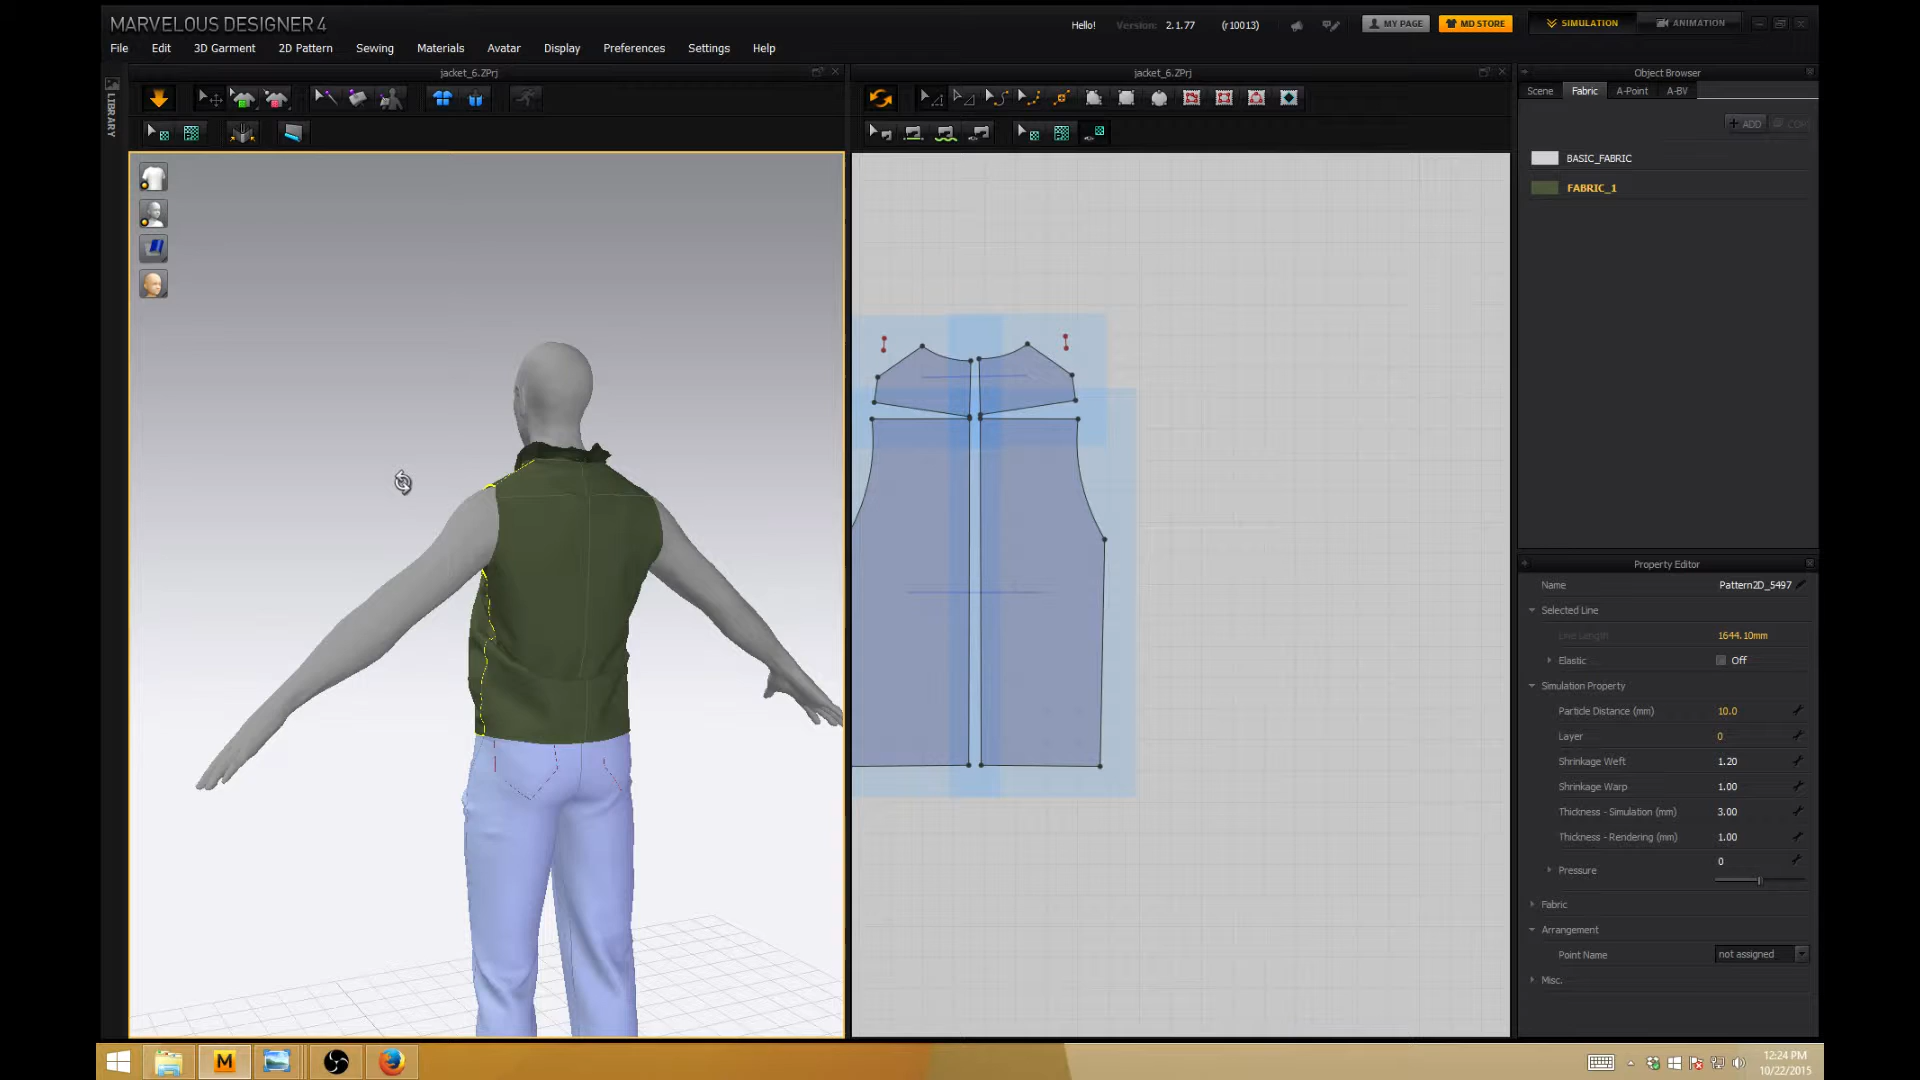 MARVELOUS DESIGNER 4
Hello!
Version: 2.1.77 (r10013)
MY PAGE
MD STORE
SIMULATION
ANIMATION
File Edit 3D Garment 2D Pattern Sewing Materials Avatar Display Preferences Settings Help
LIBRARY
jacket_6.ZPrj
jacket_6.ZPrj
Object Browser
Scene Fabric A-Point A-BV
+ ADD COPY
BASIC_FABRIC
FABRIC_1
Property Editor
Name Pattern2D_5497
Selected Line
Line Length 1644.10mm
Elastic Off
Simulation Property
Particle Distance (mm) 10.0
Layer 0
Shrinkage Weft 1.20
Shrinkage Warp 1.00
Thickness - Simulation (mm) 3.00
Thickness - Rendering (mm) 1.00
Pressure 0
Fabric
Arrangement
Point Name not assigned
Misc.
M
12:24 PM
10/22/2015